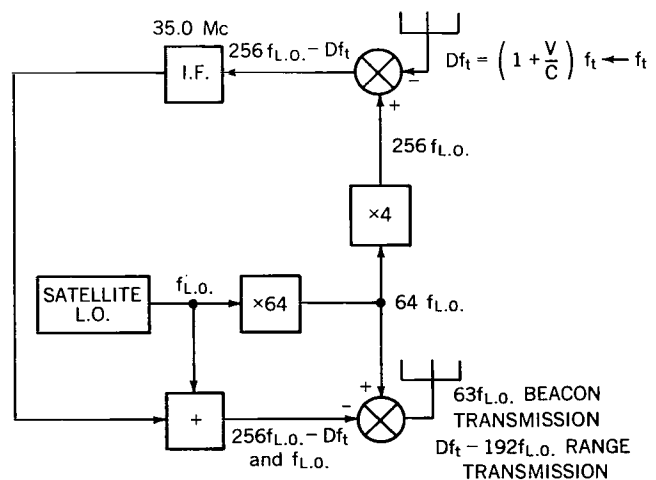 35.0 Mc
I.F.
256 fL.O. - Dft
-
+
Dft = (1 + V/C) ft ← ft
256 fL.O.
×4
SATELLITE
L.O.
fL.O.
×64
64 fL.O.
+
-
+
256fL.O. - Dft
and fL.O.
63fL.O. BEACON
TRANSMISSION
Dft - 192fL.O. RANGE
TRANSMISSION